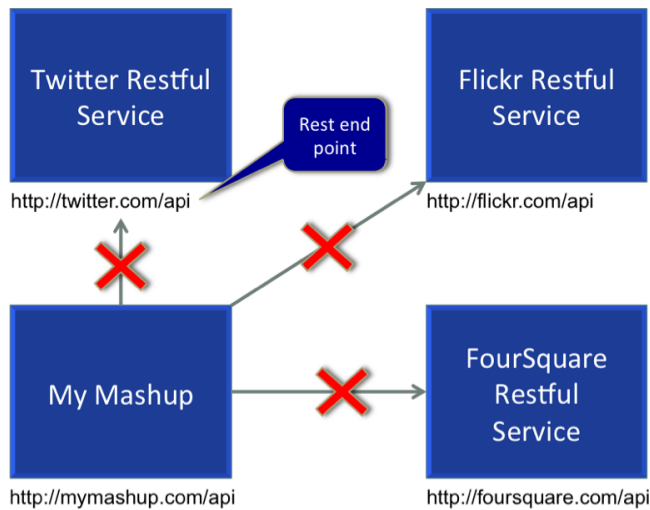 Twitter Restful
Service
Flickr Restful
Service
Rest end
point
http://twitter.com/api
http://flickr.com/api
My Mashup
FourSquare
Restful
Service
http://mymashup.com/api
http://foursquare.com/api